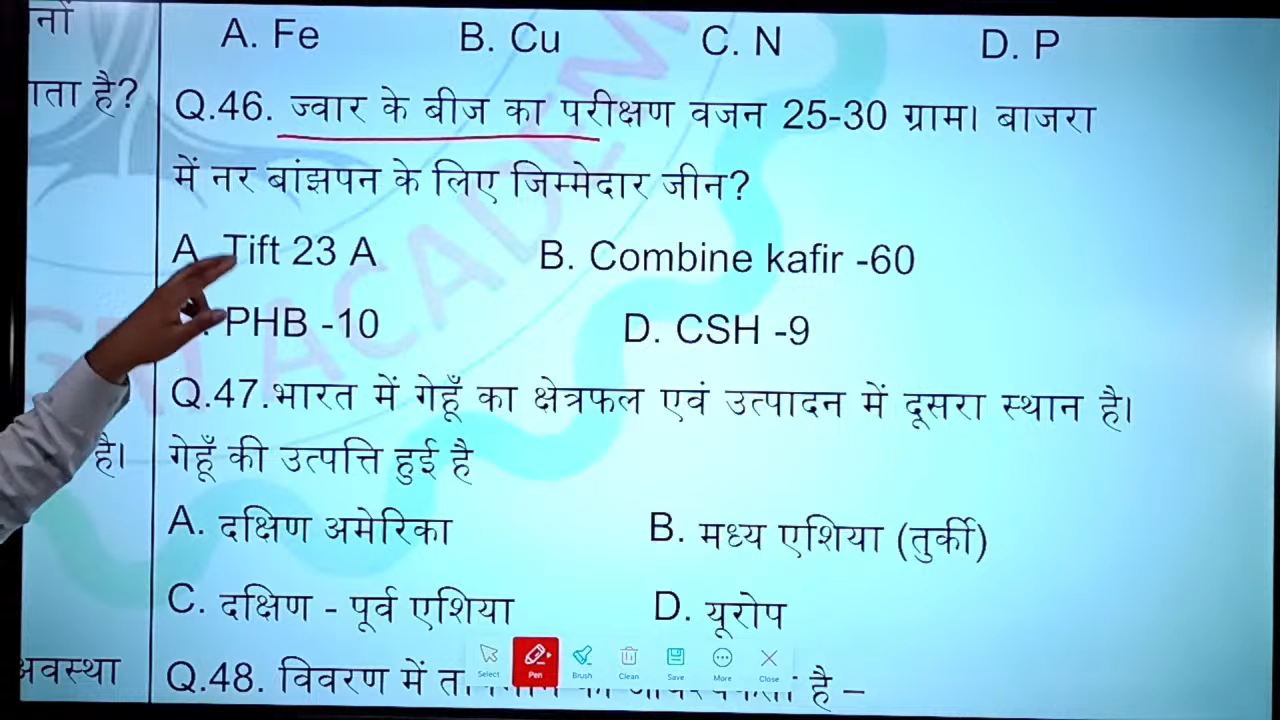 नों
A. Fe B. Cu C. N D. P
ाता है?
Q.46. ज्वार के बीज का परीक्षण वजन 25-30 ग्राम। बाजरा
में नर बांझपन के लिए जिम्मेदार जीन?
A. Tift 23 A B. Combine kafir -60
PHB -10 D. CSH -9
Q.47.भारत में गेहूँ का क्षेत्रफल एवं उत्पादन में दूसरा स्थान है।
है।
गेहूँ की उत्पत्ति हुई है
A. दक्षिण अमेरिका B. मध्य एशिया (तुर्की)
C. दक्षिण - पूर्व एशिया D. यूरोप
अवस्था
Q.48. विवरण में है –
Select Pen Brush Clean Save More Close
ACADEM